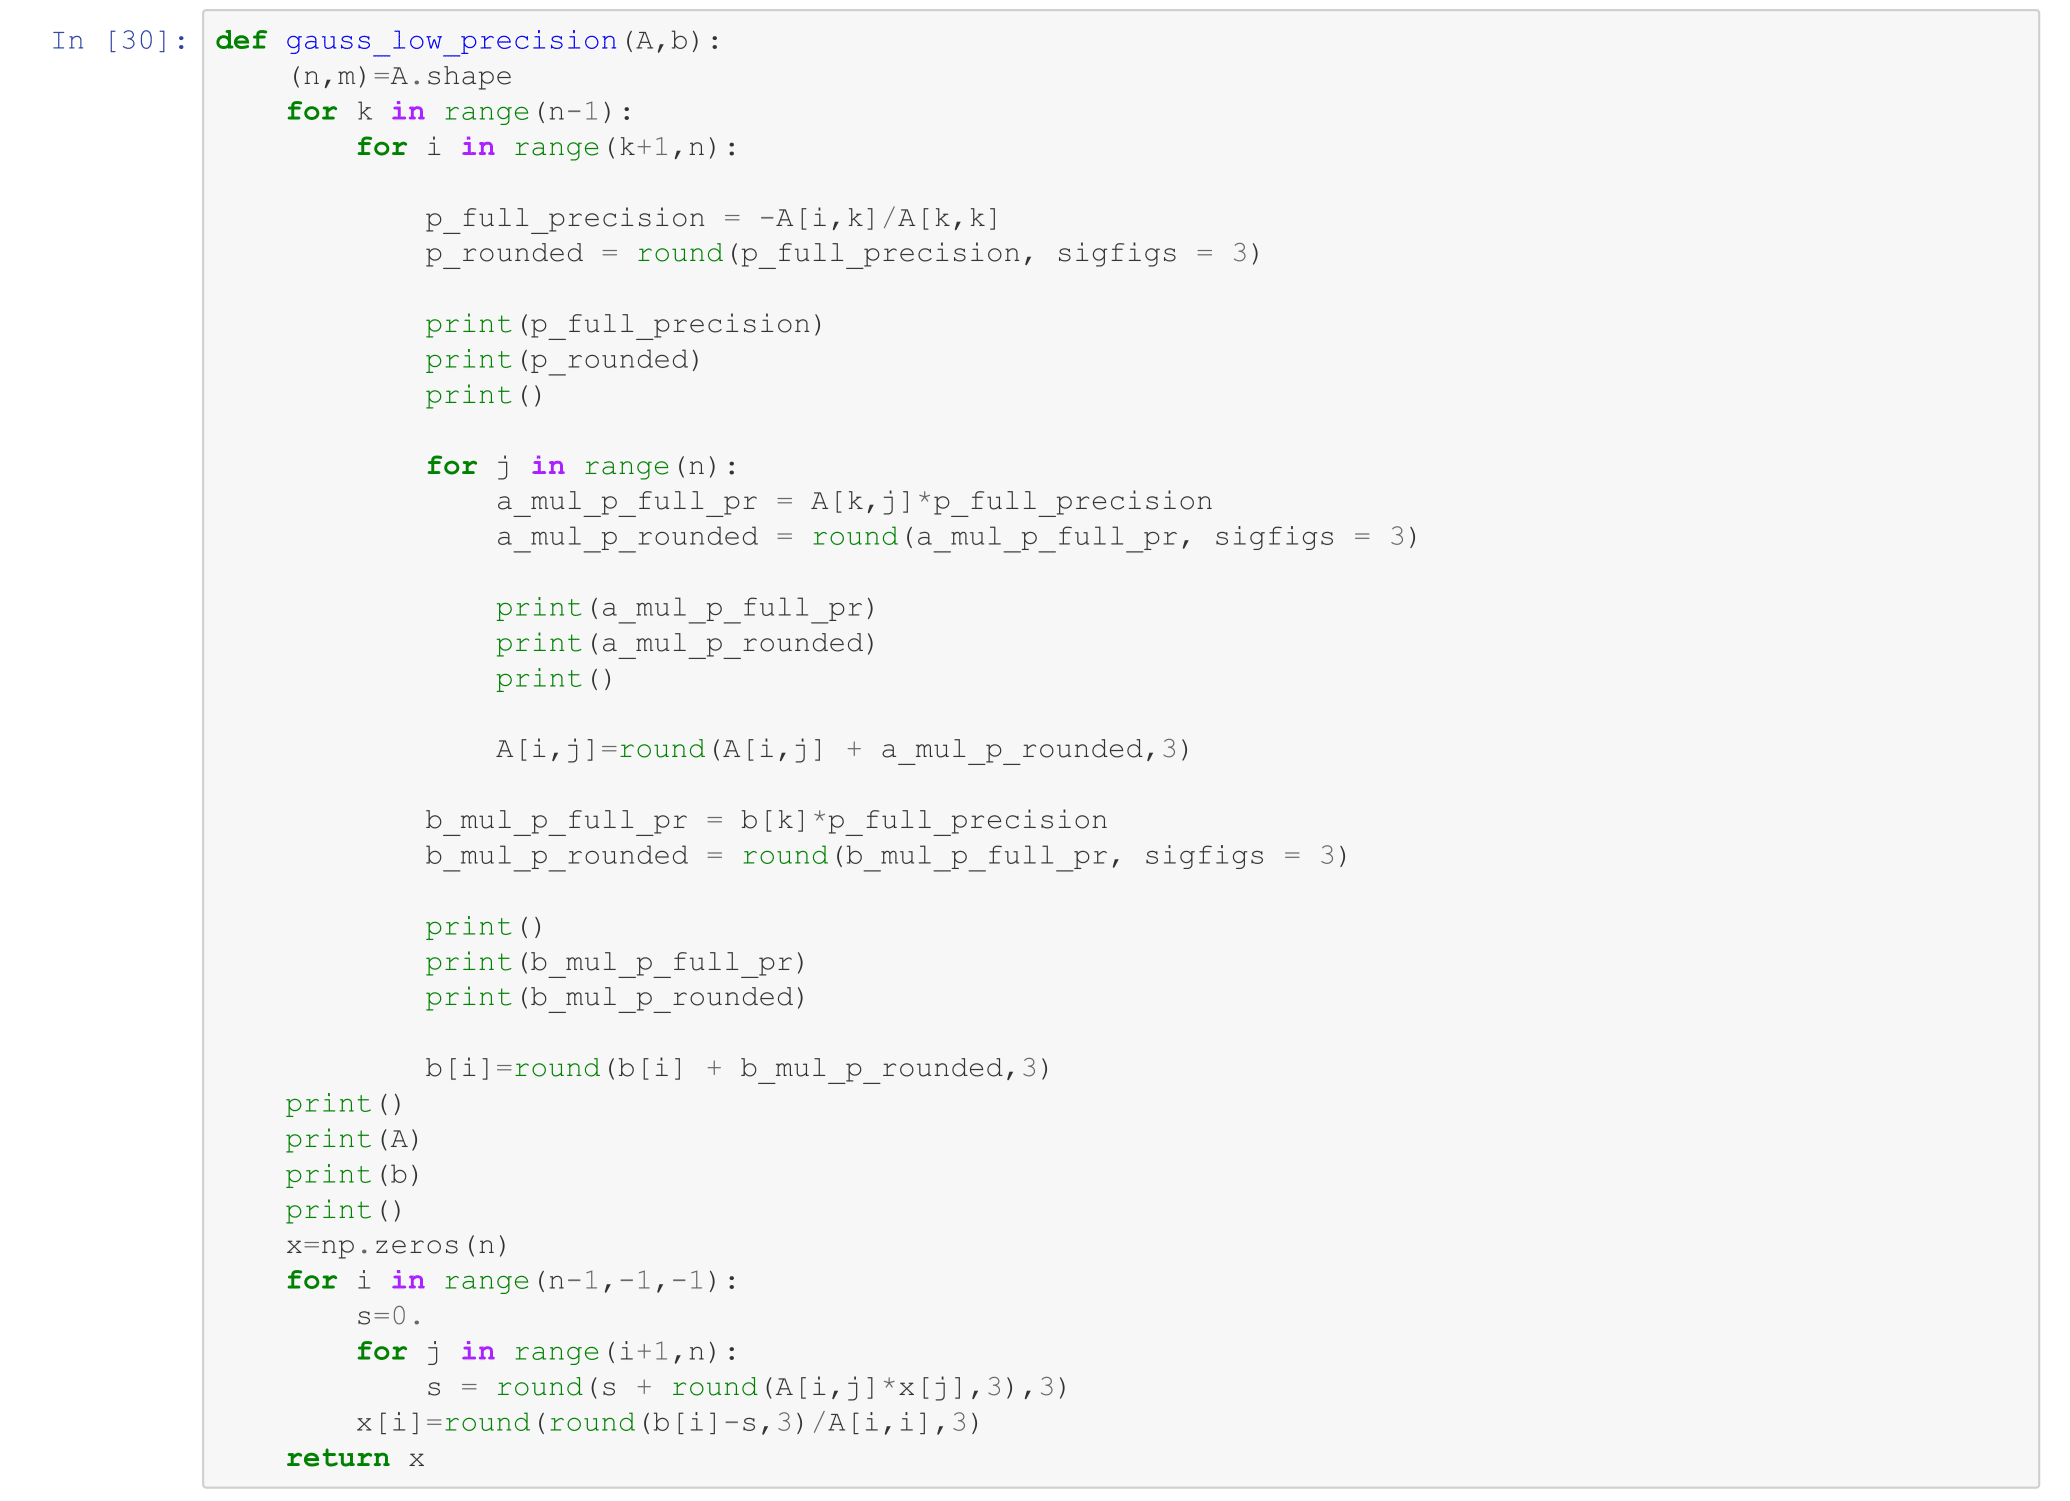 In [30]: def gauss_low_precision(A,b):
    (n,m)=A.shape
    for k in range(n-1):
        for i in range(k+1,n):

            p_full_precision = -A[i,k]/A[k,k]
            p_rounded = round(p_full_precision, sigfigs = 3)

            print(p_full_precision)
            print(p_rounded)
            print()

            for j in range(n):
                a_mul_p_full_pr = A[k,j]*p_full_precision
                a_mul_p_rounded = round(a_mul_p_full_pr, sigfigs = 3)

                print(a_mul_p_full_pr)
                print(a_mul_p_rounded)
                print()

                A[i,j]=round(A[i,j] + a_mul_p_rounded,3)

            b_mul_p_full_pr = b[k]*p_full_precision
            b_mul_p_rounded = round(b_mul_p_full_pr, sigfigs = 3)

            print()
            print(b_mul_p_full_pr)
            print(b_mul_p_rounded)

            b[i]=round(b[i] + b_mul_p_rounded,3)
    print()
    print(A)
    print(b)
    print()
    x=np.zeros(n)
    for i in range(n-1,-1,-1):
        s=0.
        for j in range(i+1,n):
            s = round(s + round(A[i,j]*x[j],3),3)
        x[i]=round(round(b[i]-s,3)/A[i,i],3)
    return x